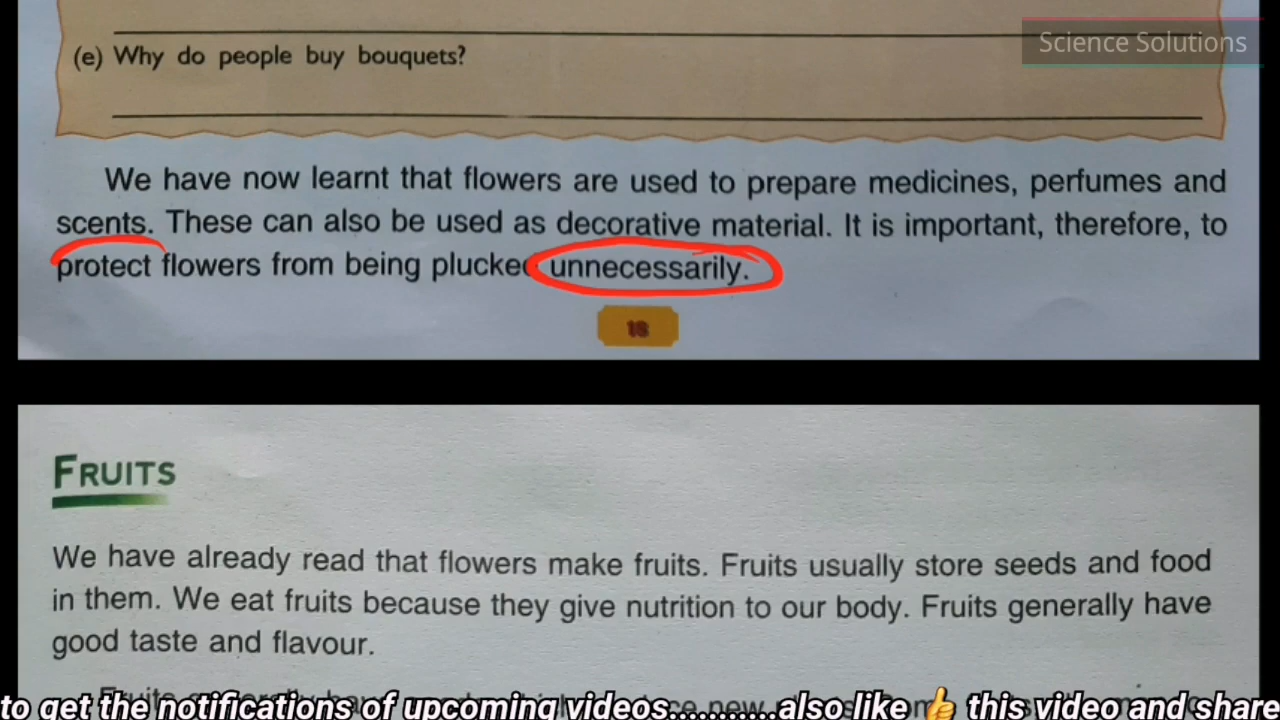 Science Solutions
(e) Why do people buy bouquets?
We have now learnt that flowers are used to prepare medicines, perfumes and
scents. These can also be used as decorative material. It is important, therefore, to
protect flowers from being plucked unnecessarily.
18
FRUITS
We have already read that flowers make fruits. Fruits usually store seeds and food
in them. We eat fruits because they give nutrition to our body. Fruits generally have
good taste and flavour.
to get the notifications of upcoming videos..........also like 👍 this video and share